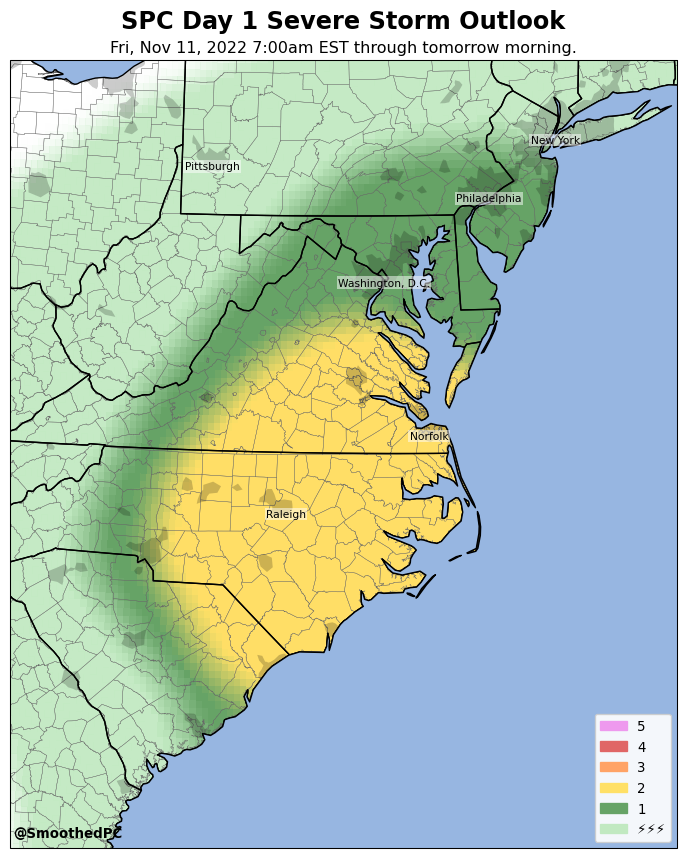 SPC Day 1 Severe Storm Outlook
Fri, Nov 11, 2022 7:00am EST through tomorrow morning.
New York
Pittsburgh
Philadelphia
Washington, D.C.
Norfolk
Raleigh
5
4
3
2
1
⚡⚡⚡
@SmoothedPC